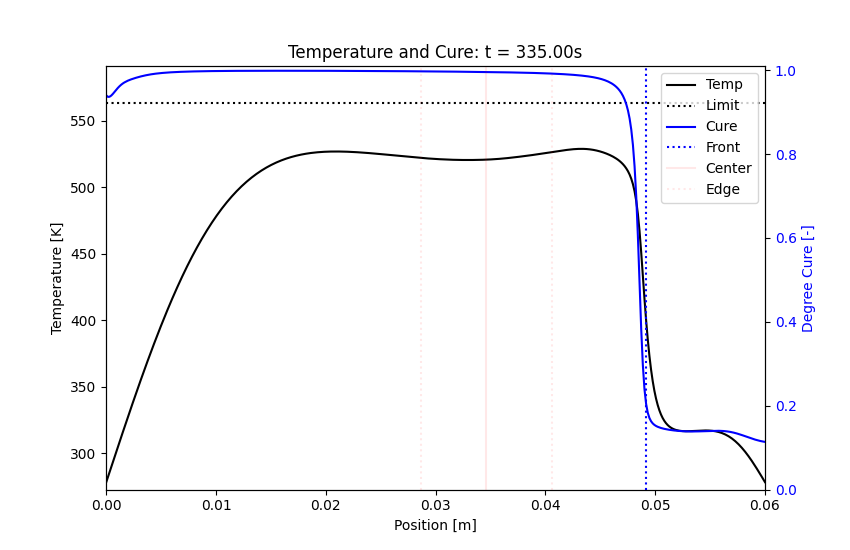 Temperature and Cure: t = 335.00s
Temp
Limit
Cure
Front
Center
Edge
Temperature [K]
550
500
450
400
350
300
Degree Cure [-]
1.0
0.8
0.6
0.4
0.2
0.0
0.00 0.01 0.02 0.03 0.04 0.05 0.06
Position [m]